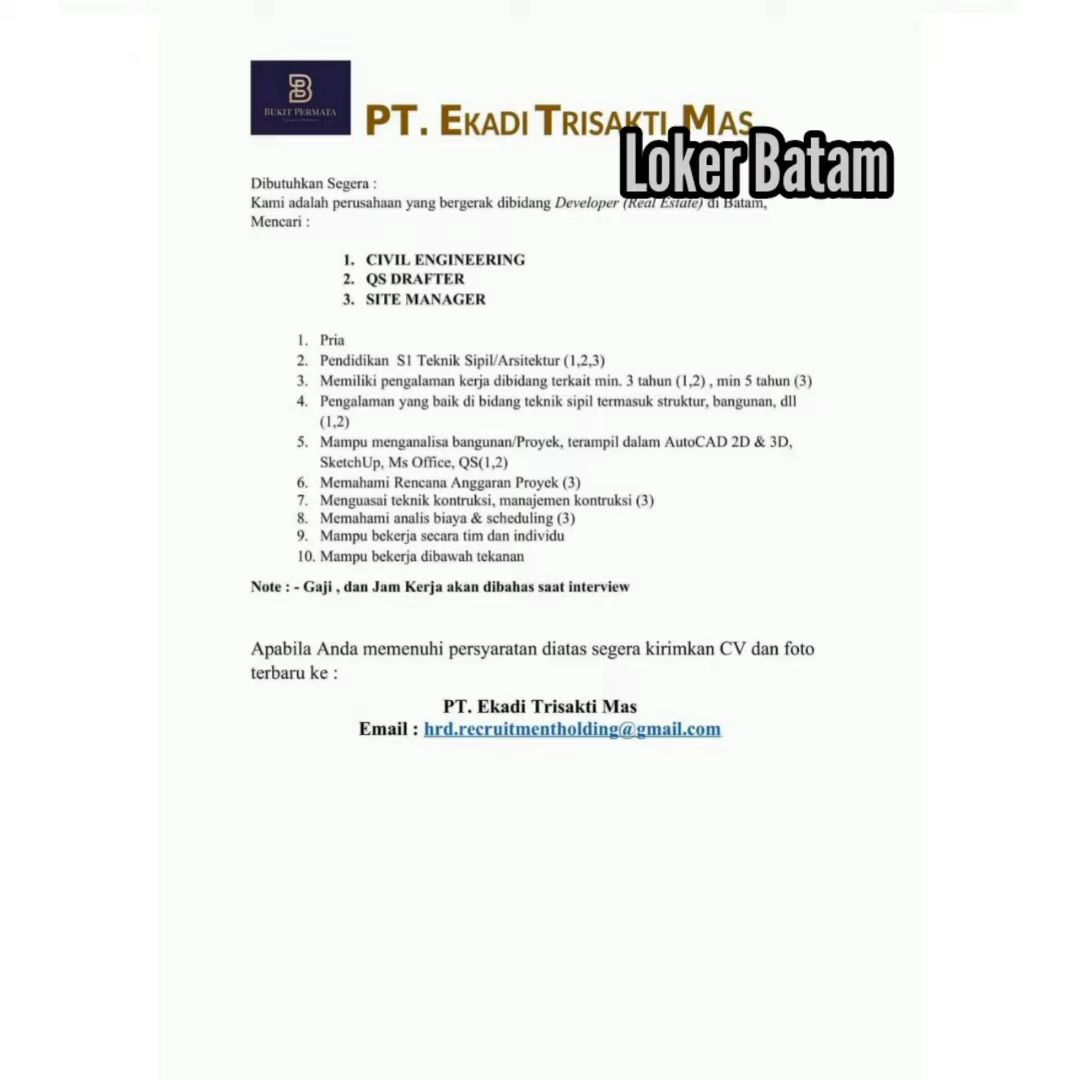 BUKIT PERMATA
PT. EKADI TRISAKTI MAS
Loker Batam
Dibutuhkan Segera :
Kami adalah perusahaan yang bergerak dibidang Developer (Real Estate) di Batam,
Mencari :
1. CIVIL ENGINEERING
2. QS DRAFTER
3. SITE MANAGER
1. Pria
2. Pendidikan S1 Teknik Sipil/Arsitektur (1,2,3)
3. Memiliki pengalaman kerja dibidang terkait min. 3 tahun (1,2) , min 5 tahun (3)
4. Pengalaman yang baik di bidang teknik sipil termasuk struktur, bangunan, dll
(1,2)
5. Mampu menganalisa bangunan/Proyek, terampil dalam AutoCAD 2D & 3D,
SketchUp, Ms Office, QS(1,2)
6. Memahami Rencana Anggaran Proyek (3)
7. Menguasai teknik kontruksi, manajemen kontruksi (3)
8. Memahami analis biaya & scheduling (3)
9. Mampu bekerja secara tim dan individu
10. Mampu bekerja dibawah tekanan
Note : - Gaji , dan Jam Kerja akan dibahas saat interview
Apabila Anda memenuhi persyaratan diatas segera kirimkan CV dan foto
terbaru ke :
PT. Ekadi Trisakti Mas
Email : hrd.recruitmentholding@gmail.com